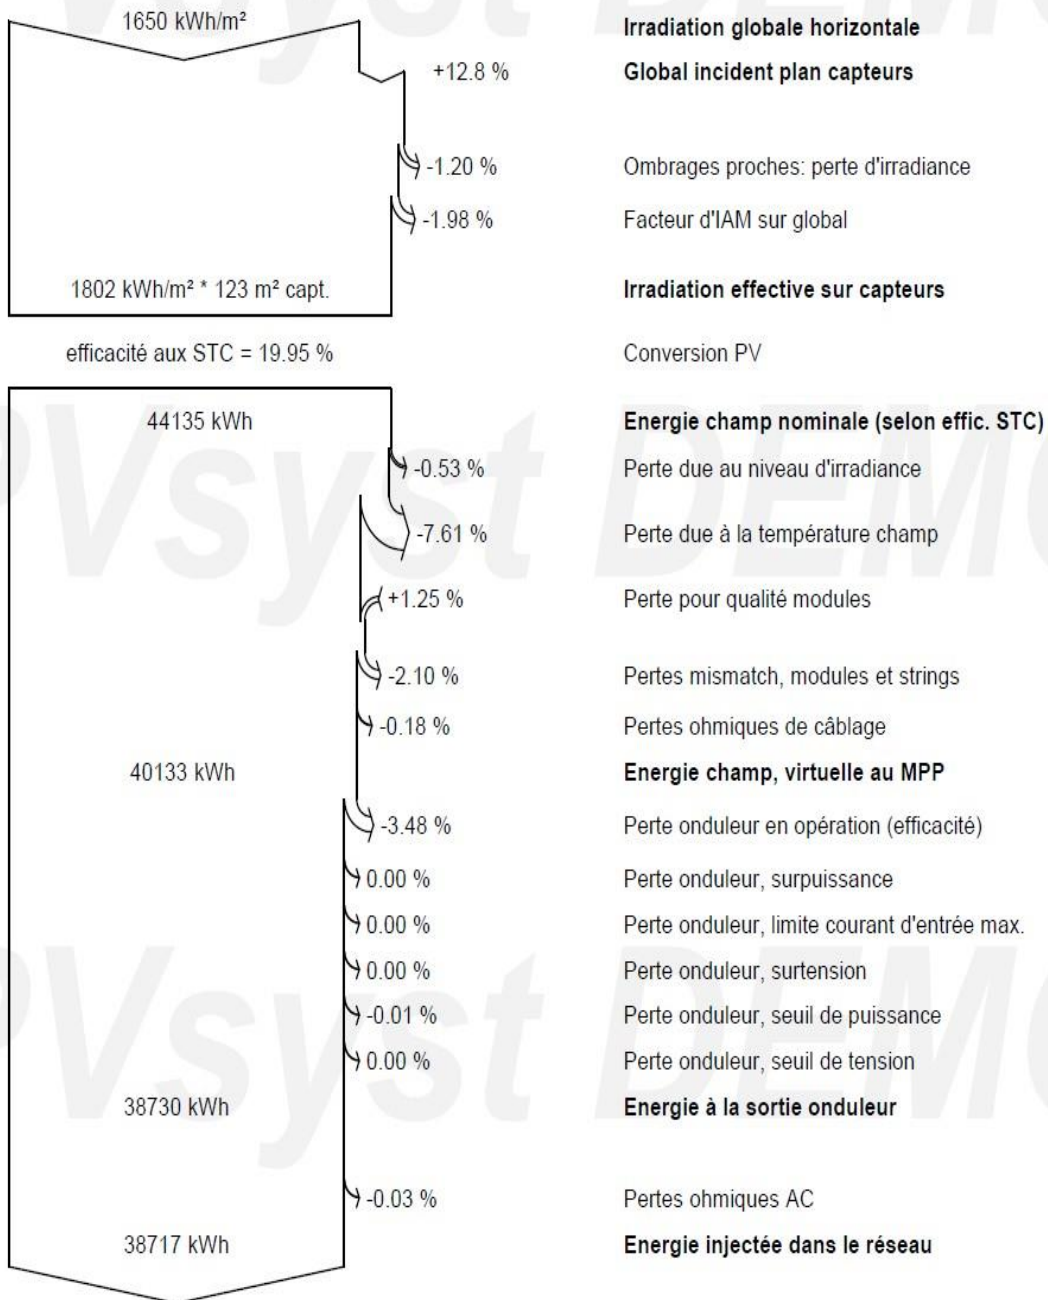 1650 kWh/m² Irradiation globale horizontale
+12.8 % Global incident plan capteurs
-1.20 % Ombrages proches: perte d'irradiance
-1.98 % Facteur d'IAM sur global
1802 kWh/m² * 123 m² capt. Irradiation effective sur capteurs
efficacité aux STC = 19.95 % Conversion PV
44135 kWh Energie champ nominale (selon effic. STC)
-0.53 % Perte due au niveau d'irradiance
-7.61 % Perte due à la température champ
+1.25 % Perte pour qualité modules
-2.10 % Pertes mismatch, modules et strings
-0.18 % Pertes ohmiques de câblage
40133 kWh Energie champ, virtuelle au MPP
-3.48 % Perte onduleur en opération (efficacité)
0.00 % Perte onduleur, surpuissance
0.00 % Perte onduleur, limite courant d'entrée max.
0.00 % Perte onduleur, surtension
-0.01 % Perte onduleur, seuil de puissance
0.00 % Perte onduleur, seuil de tension
38730 kWh Energie à la sortie onduleur
-0.03 % Pertes ohmiques AC
38717 kWh Energie injectée dans le réseau
PVsyst DEMO
PVsyst DEMO
PVsyst DEMO